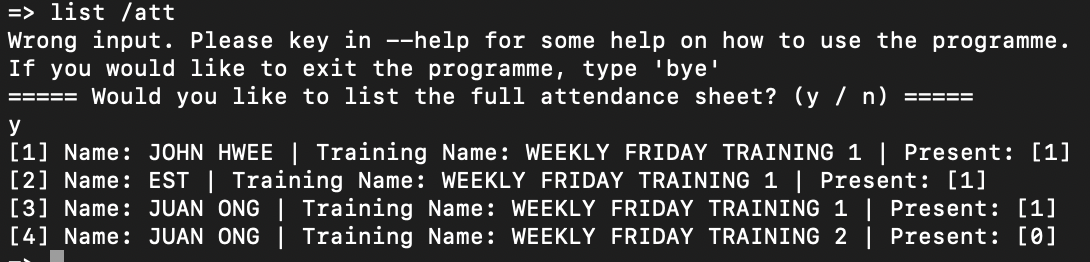 => list /att
Wrong input. Please key in --help for some help on how to use the programme.
If you would like to exit the programme, type 'bye'
===== Would you like to list the full attendance sheet? (y / n) =====
y
[1] Name: JOHN HWEE | Training Name: WEEKLY FRIDAY TRAINING 1 | Present: [1]
[2] Name: EST | Training Name: WEEKLY FRIDAY TRAINING 1 | Present: [1]
[3] Name: JUAN ONG | Training Name: WEEKLY FRIDAY TRAINING 1 | Present: [1]
[4] Name: JUAN ONG | Training Name: WEEKLY FRIDAY TRAINING 2 | Present: [0]
=>